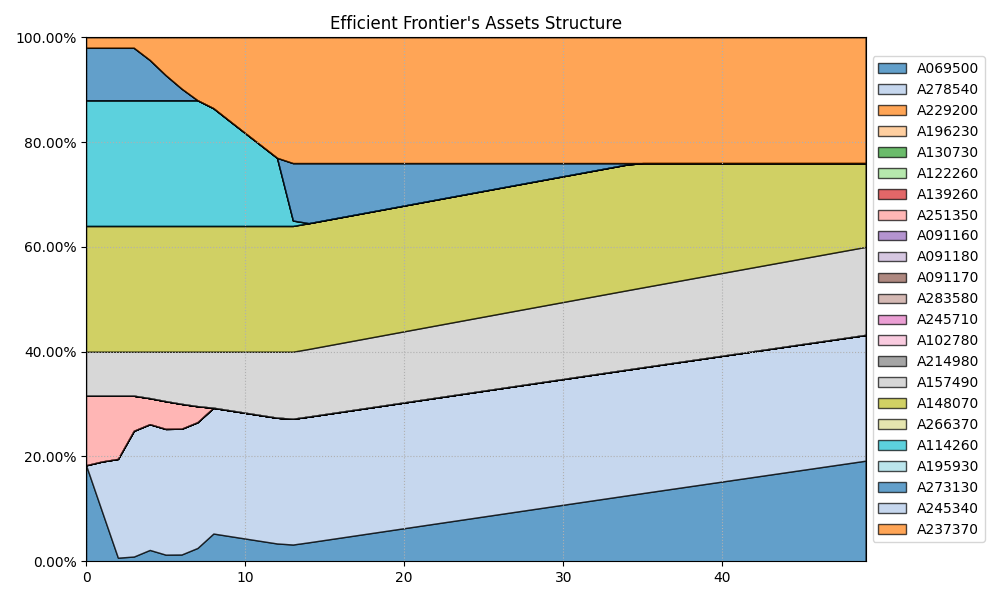 Efficient Frontier's Assets Structure
100.00%
80.00%
60.00%
40.00%
20.00%
0.00%
0
10
20
30
40
A069500
A278540
A229200
A196230
A130730
A122260
A139260
A251350
A091160
A091180
A091170
A283580
A245710
A102780
A214980
A157490
A148070
A266370
A114260
A195930
A273130
A245340
A237370